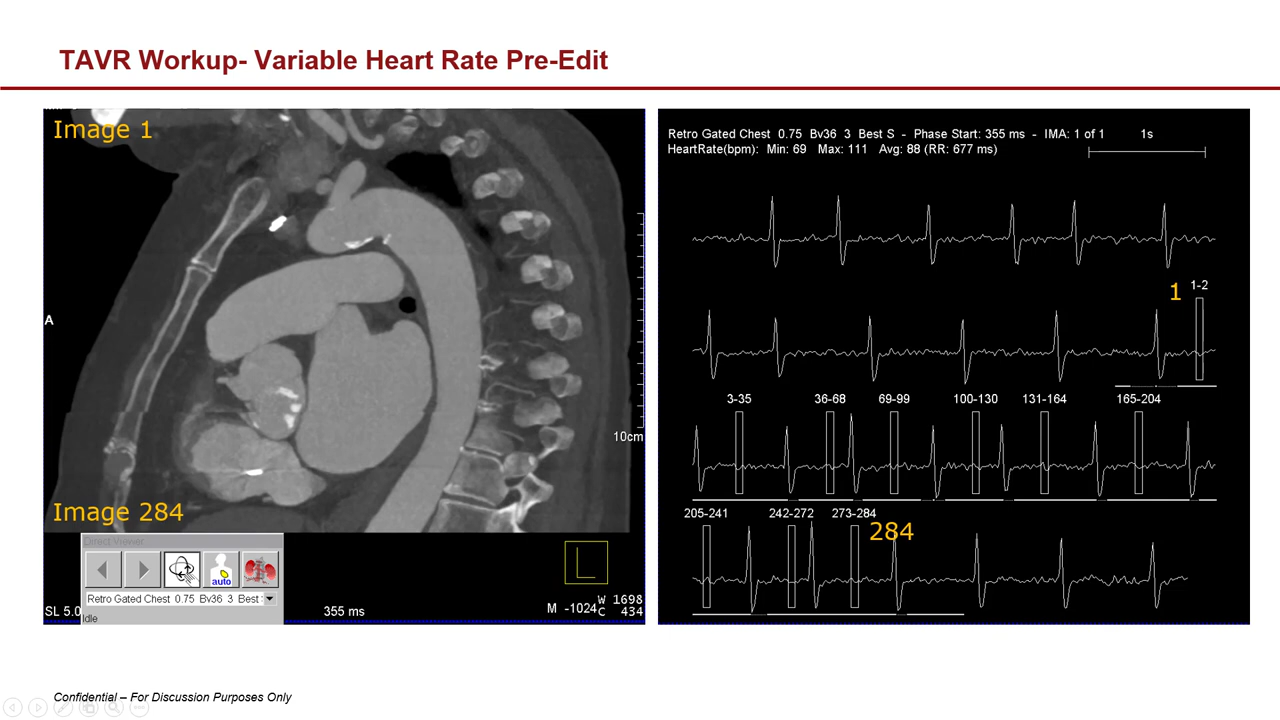 TAVR Workup- Variable Heart Rate Pre-Edit
Image 1
A
10cm
Image 284
Direct Viewer
auto
Retro Gated Chest 0.75 Bv36 3 Best
Idle
SL 5.0
355 ms
L
M -1024
W 1698
C 434
Retro Gated Chest 0.75 Bv36 3 Best S - Phase Start: 355 ms - IMA: 1 of 1 1s
HeartRate(bpm): Min: 69 Max: 111 Avg: 88 (RR: 677 ms)
1 1-2
3-35 36-68 69-99 100-130 131-164 165-204
205-241 242-272 273-284
284
Confidential – For Discussion Purposes Only